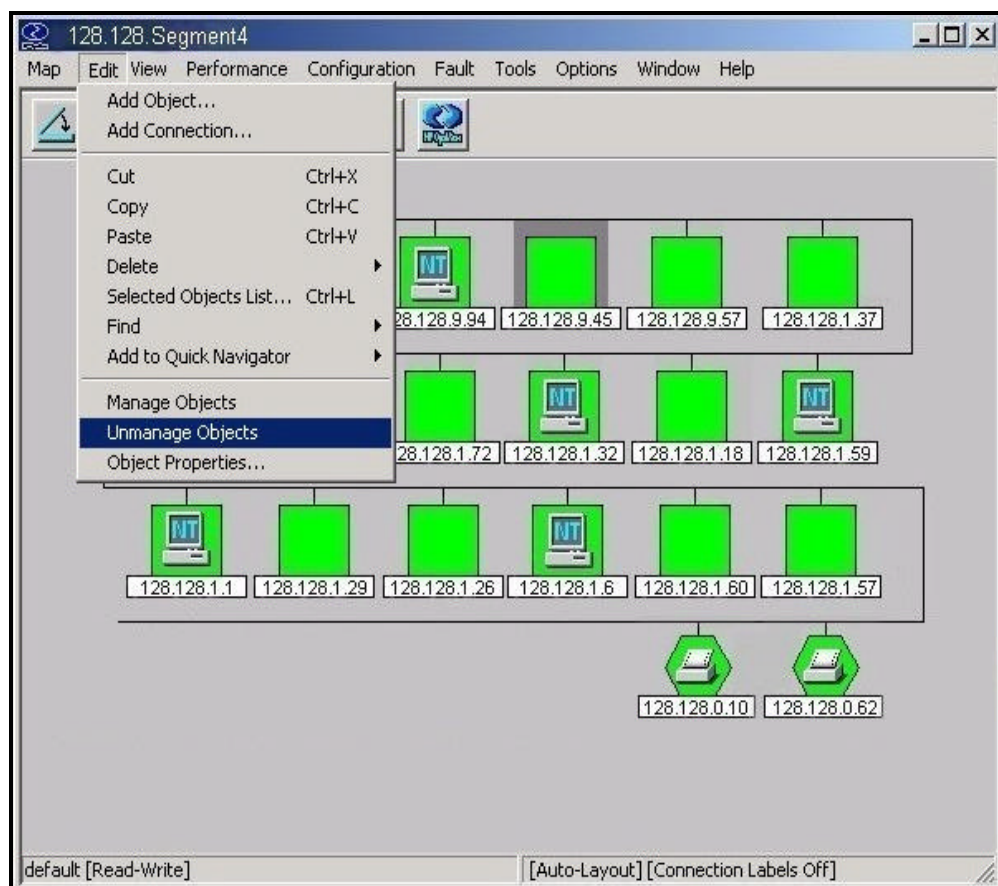 128.128.Segment4
Map Edit View Performance Configuration Fault Tools Options Window Help
Add Object...
Add Connection...
Cut Ctrl+X
Copy Ctrl+C
Paste Ctrl+V
Delete
Selected Objects List... Ctrl+L
Find
Add to Quick Navigator
Manage Objects
Unmanage Objects
Object Properties...
NT
28.128.9.94 128.128.9.45 128.128.9.57 128.128.1.37
NT NT
28.128.1.72 128.128.1.32 128.128.1.18 128.128.1.59
NT NT
128.128.1.1 128.128.1.29 128.128.1.26 128.128.1.6 128.128.1.60 128.128.1.57
128.128.0.10 128.128.0.62
default [Read-Write] [Auto-Layout] [Connection Labels Off]